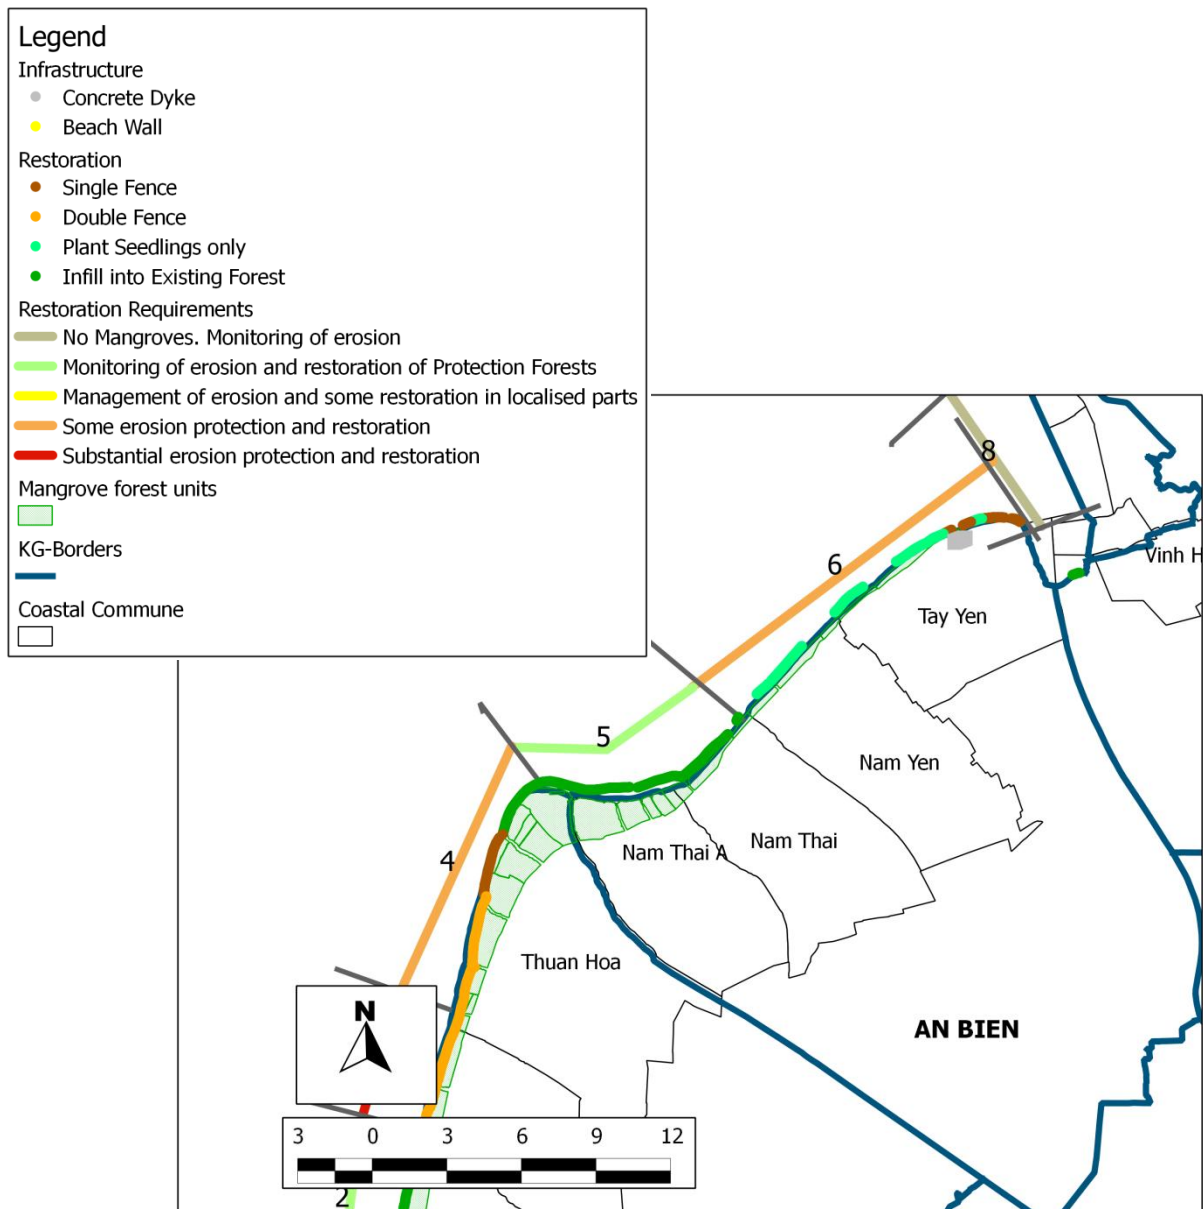 Legend
Infrastructure
Concrete Dyke
Beach Wall
Restoration
Single Fence
Double Fence
Plant Seedlings only
Infill into Existing Forest
Restoration Requirements
No Mangroves. Monitoring of erosion
Monitoring of erosion and restoration of Protection Forests
Management of erosion and some restoration in localised parts
Some erosion protection and restoration
Substantial erosion protection and restoration
Mangrove forest units
KG-Borders
Coastal Commune
8
Vinh H
6
Tay Yen
5
Nam Yen
4
Nam Thai A
Nam Thai
Thuan Hoa
N
AN BIEN
3 0 3 6 9 12
2